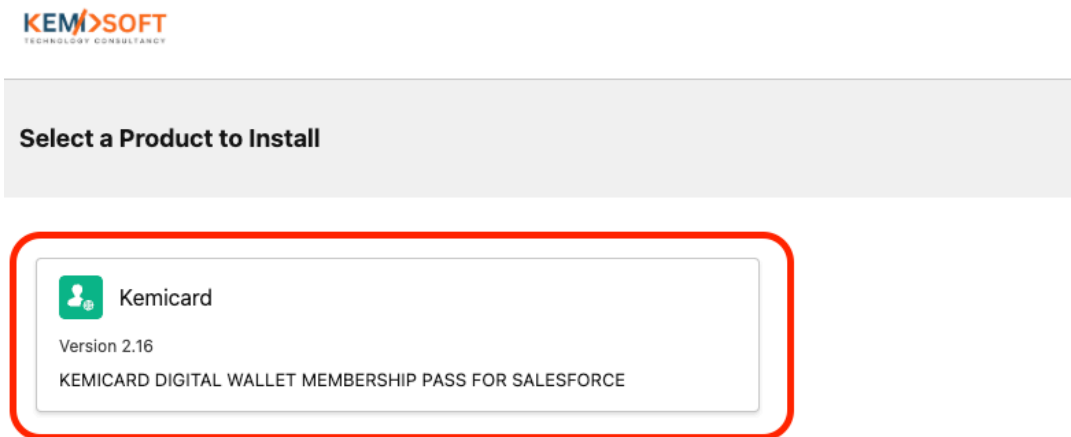 KEMISOFT
TECHNOLOGY CONSULTANCY
Select a Product to Install
Kemicard
Version 2.16
KEMICARD DIGITAL WALLET MEMBERSHIP PASS FOR SALESFORCE